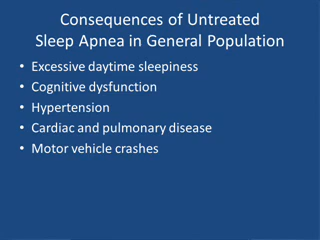 Consequences of Untreated
Sleep Apnea in General Population
• Excessive daytime sleepiness
• Cognitive dysfunction
• Hypertension
• Cardiac and pulmonary disease
• Motor vehicle crashes